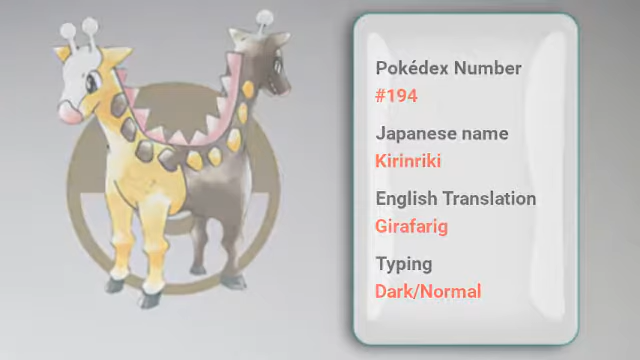 Pokédex Number
#194
Japanese name
Kirinriki
English Translation
Girafarig
Typing
Dark/Normal